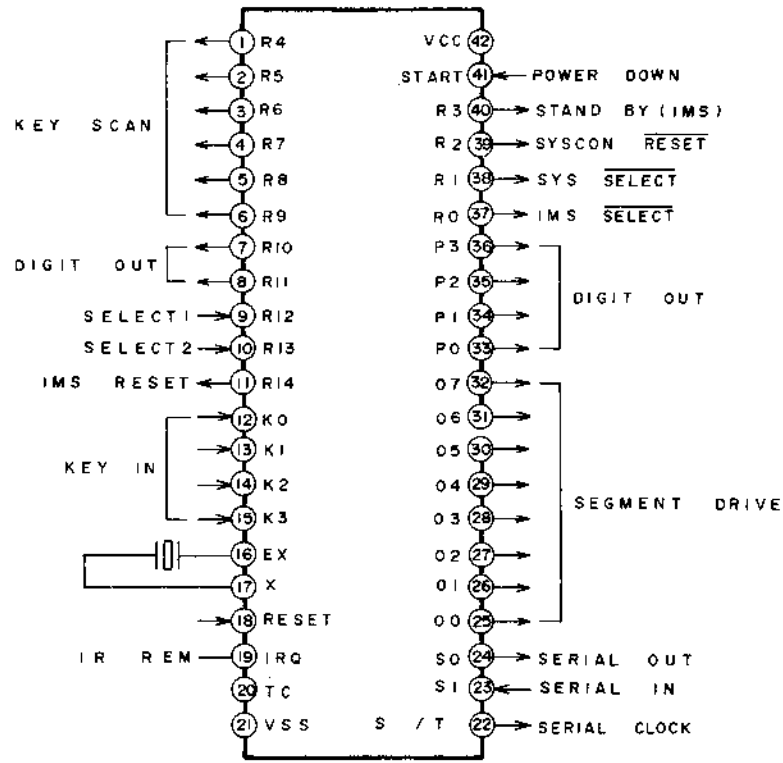 1 R4 VCC 42
2 R5 START 41 POWER DOWN
3 R6 R3 40 STAND BY (IMS)
KEY SCAN
4 R7 R2 39 SYSCON RESET
5 R8 R1 38 SYS SELECT
6 R9 R0 37 IMS SELECT
7 R10 P3 36
DIGIT OUT
8 R11 P2 35
DIGIT OUT
SELECT1 9 R12 P1 34
SELECT2 10 R13 P0 33
IMS RESET 11 R14 O7 32
12 K0 O6 31
13 K1 O5 30
KEY IN
14 K2 O4 29
SEGMENT DRIVE
15 K3 O3 28
16 EX O2 27
17 X O1 26
18 RESET O0 25
IR REM 19 IRQ SO 24 SERIAL OUT
20 TC SI 23 SERIAL IN
21 VSS S/T 22 SERIAL CLOCK